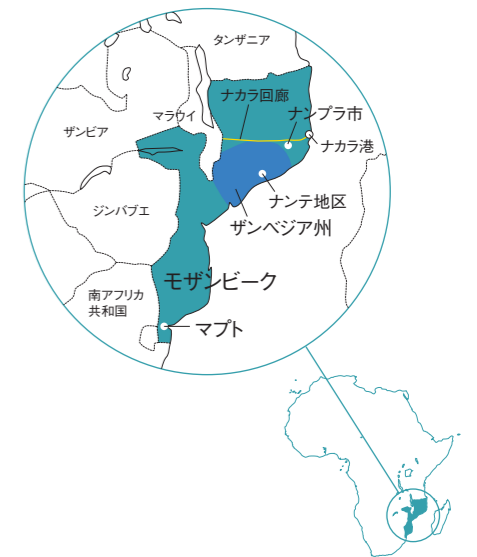 タンザニア
ナカラ回廊
ナンプラ市
マラウイ
ザンビア
ナカラ港
ナンテ地区
ジンバブエ
ザンベジア州
モザンビーク
南アフリカ
共和国
マプト